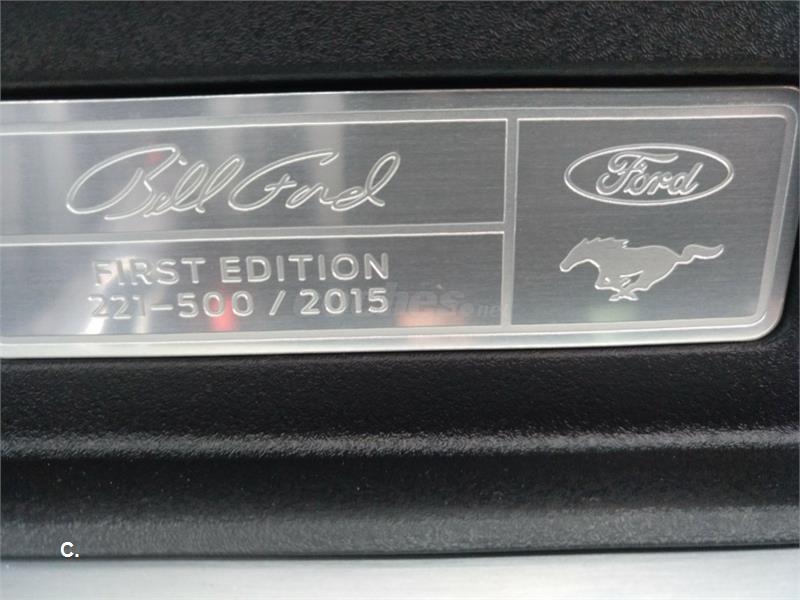 Bill Ford
Ford
FIRST EDITION
221-500 / 2015
C.